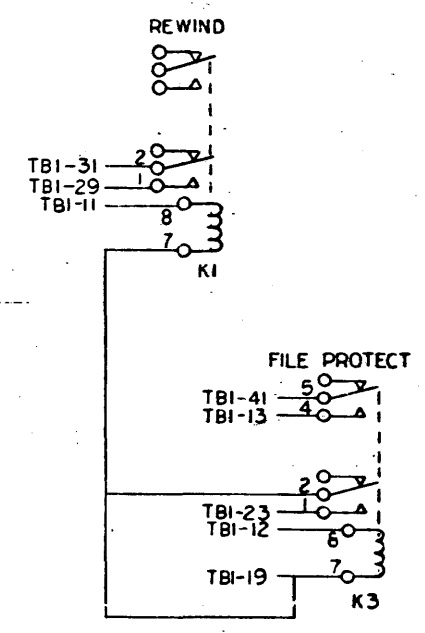 REWIND
TB1-31 2
TB1-29 1
TB1-11
8
7
K1
FILE PROTECT
5
TB1-41
TB1-13 4
2
TB1-23 1
TB1-12
6
TB1-19 7
K3